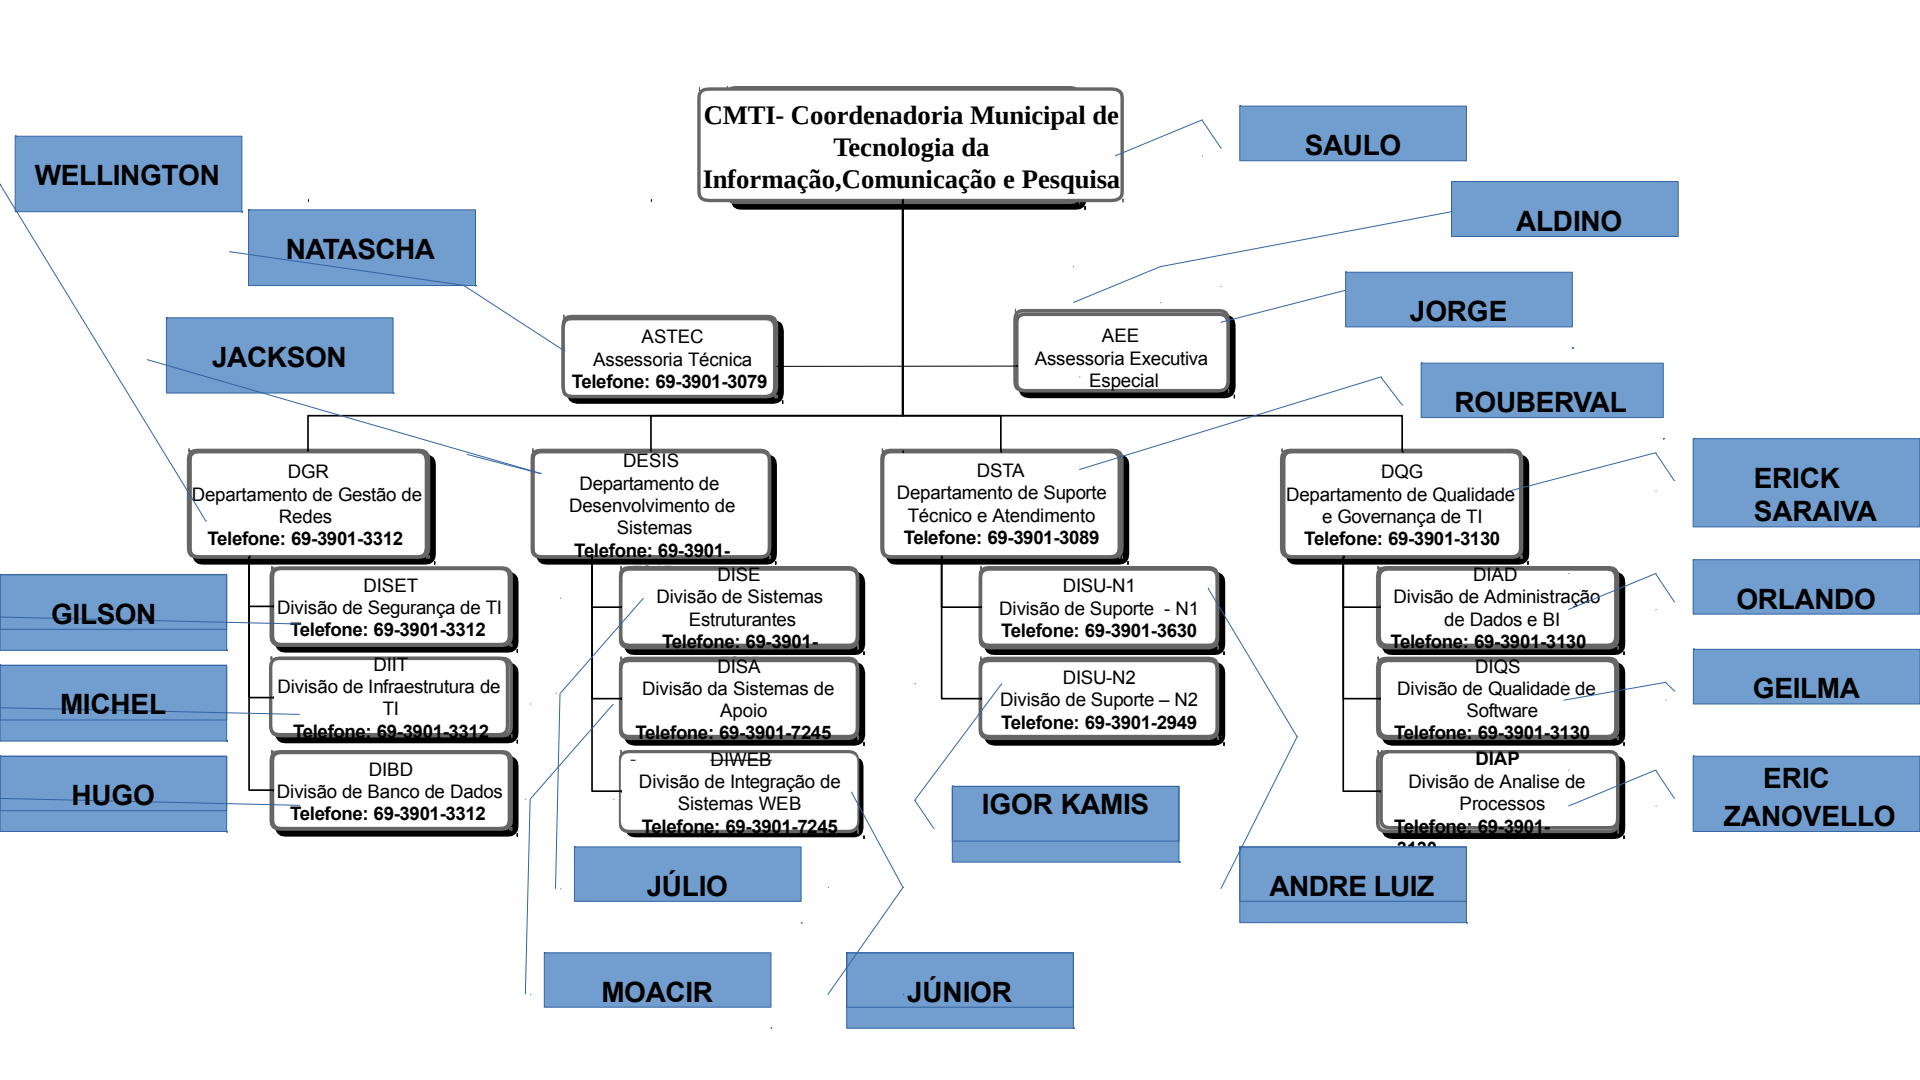 CMTI- Coordenadoria Municipal de
Tecnologia da
Informação,Comunicação e Pesquisa
SAULO
WELLINGTON
ALDINO
NATASCHA
JORGE
JACKSON
ASTEC
Assessoria Técnica
Telefone: 69-3901-3079
AEE
Assessoria Executiva
Especial
ROUBERVAL
DGR
Departamento de Gestão de
Redes
Telefone: 69-3901-3312
DESIS
Departamento de
Desenvolvimento de
Sistemas
Telefone: 69-3901-
DSTA
Departamento de Suporte
Técnico e Atendimento
Telefone: 69-3901-3089
DQG
Departamento de Qualidade
e Governança de TI
Telefone: 69-3901-3130
ERICK
SARAIVA
GILSON
DISET
Divisão de Segurança de TI
Telefone: 69-3901-3312
DISE
Divisão de Sistemas
Estruturantes
Telefone: 69-3901-
DISU-N1
Divisão de Suporte  - N1
Telefone: 69-3901-3630
DIAD
Divisão de Administração
de Dados e BI
Telefone: 69-3901-3130
ORLANDO
MICHEL
DIIT
Divisão de Infraestrutura de
TI
Telefone: 69-3901-3312
DISA
Divisão da Sistemas de
Apoio
Telefone: 69-3901-7245
DISU-N2
Divisão de Suporte – N2
Telefone: 69-3901-2949
DIQS
Divisão de Qualidade de
Software
Telefone: 69-3901-3130
GEILMA
HUGO
DIBD
Divisão de Banco de Dados
Telefone: 69-3901-3312
- DIWEB
Divisão de Integração de
Sistemas WEB
Telefone: 69-3901-7245
IGOR KAMIS
DIAP
Divisão de Analise de
Processos
Telefone: 69-3901-
3130
ERIC
ZANOVELLO
JÚLIO
ANDRE LUIZ
MOACIR
JÚNIOR